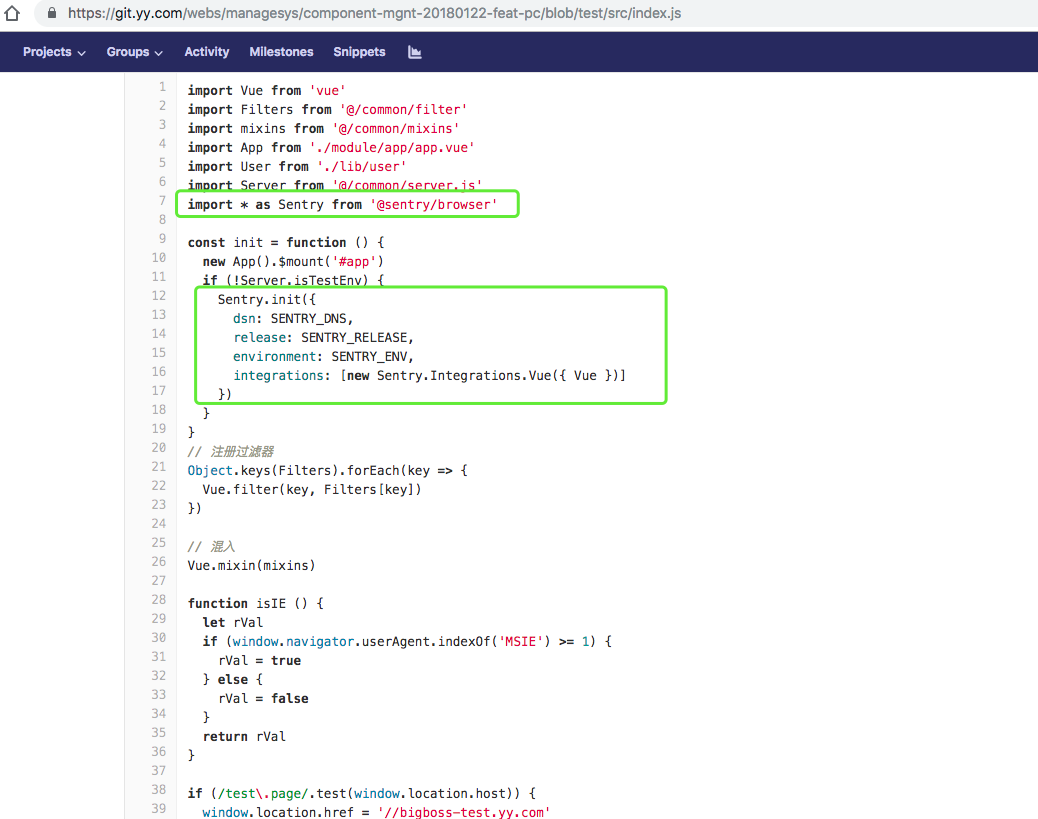 https://git.yy.com/webs/managesys/component-mgnt-20180122-feat-pc/blob/test/src/index.js
Projects Groups Activity Milestones Snippets
1 import Vue from 'vue'
2 import Filters from '@/common/filter'
3 import mixins from '@/common/mixins'
4 import App from './module/app/app.vue'
5 import User from './lib/user'
6 import Server from '@/common/server.js'
7 import * as Sentry from '@sentry/browser'
8
9 const init = function () {
10   new App().$mount('#app')
11   if (!Server.isTestEnv) {
12     Sentry.init({
13       dsn: SENTRY_DNS,
14       release: SENTRY_RELEASE,
15       environment: SENTRY_ENV,
16       integrations: [new Sentry.Integrations.Vue({ Vue })]
17     })
18   }
19 }
20 // 注册过滤器
21 Object.keys(Filters).forEach(key => {
22   Vue.filter(key, Filters[key])
23 })
24
25 // 混入
26 Vue.mixin(mixins)
27
28 function isIE () {
29   let rVal
30   if (window.navigator.userAgent.indexOf('MSIE') >= 1) {
31     rVal = true
32   } else {
33     rVal = false
34   }
35   return rVal
36 }
37
38 if (/test\.page/.test(window.location.host)) {
39   window.location.href = '//bigboss-test.yy.com'